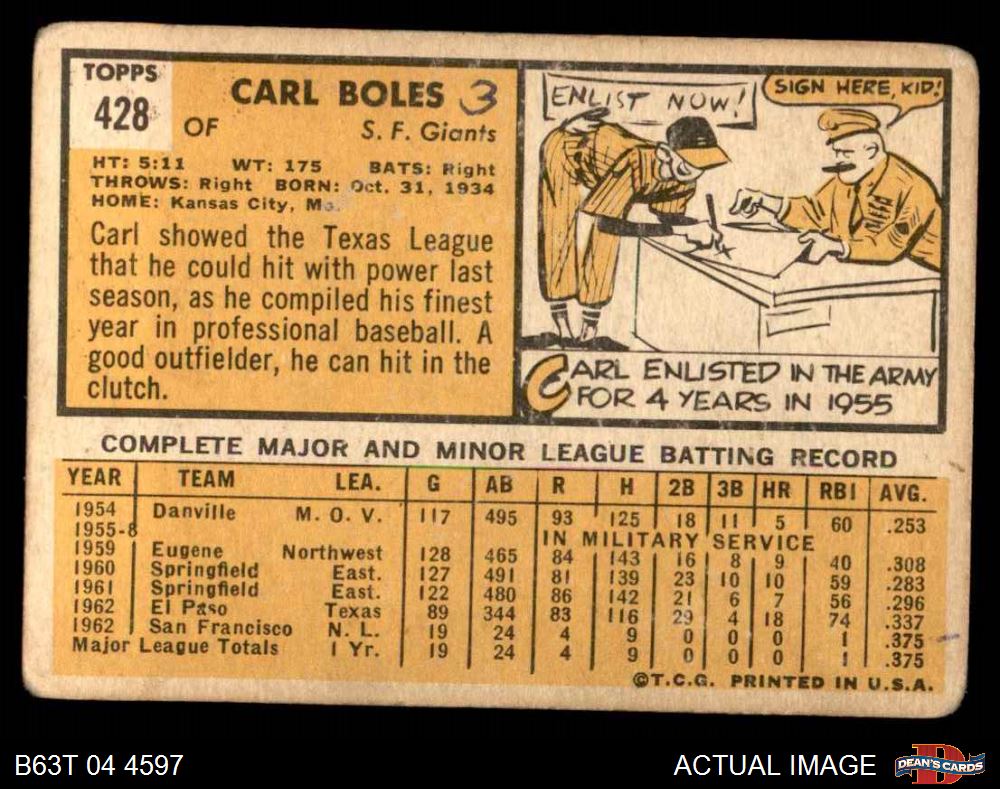 TOPPS
428
CARL BOLES 3
OF
S. F. Giants
HT: 5:11 WT: 175 BATS: Right
THROWS: Right BORN: Oct. 31, 1934
HOME: Kansas City, Mo.
Carl showed the Texas League
that he could hit with power last
season, as he compiled his finest
year in professional baseball. A
good outfielder, he can hit in the
clutch.
ENLIST NOW!
SIGN HERE, KID!
CARL ENLISTED IN THE ARMY
FOR 4 YEARS IN 1955
COMPLETE MAJOR AND MINOR LEAGUE BATTING RECORD
YEAR TEAM LEA. G AB R H 2B 3B HR RBI AVG.
1954 Danville M. O. V. 117 495 93 125 18 11 5 60 .253
1955-8 IN MILITARY SERVICE
1959 Eugene Northwest 128 465 84 143 16 8 9 40 .308
1960 Springfield East. 127 491 81 139 23 10 10 59 .283
1961 Springfield East. 122 480 86 142 21 6 7 56 .296
1962 El Paso Texas 89 344 83 116 29 4 18 74 .337
1962 San Francisco N. L. 19 24 4 9 0 0 0 1 .375
Major League Totals 1 Yr. 19 24 4 9 0 0 0 1 .375
©T.C.G. PRINTED IN U.S.A.
B63T 04 4597
ACTUAL IMAGE
DEAN'S CARDS